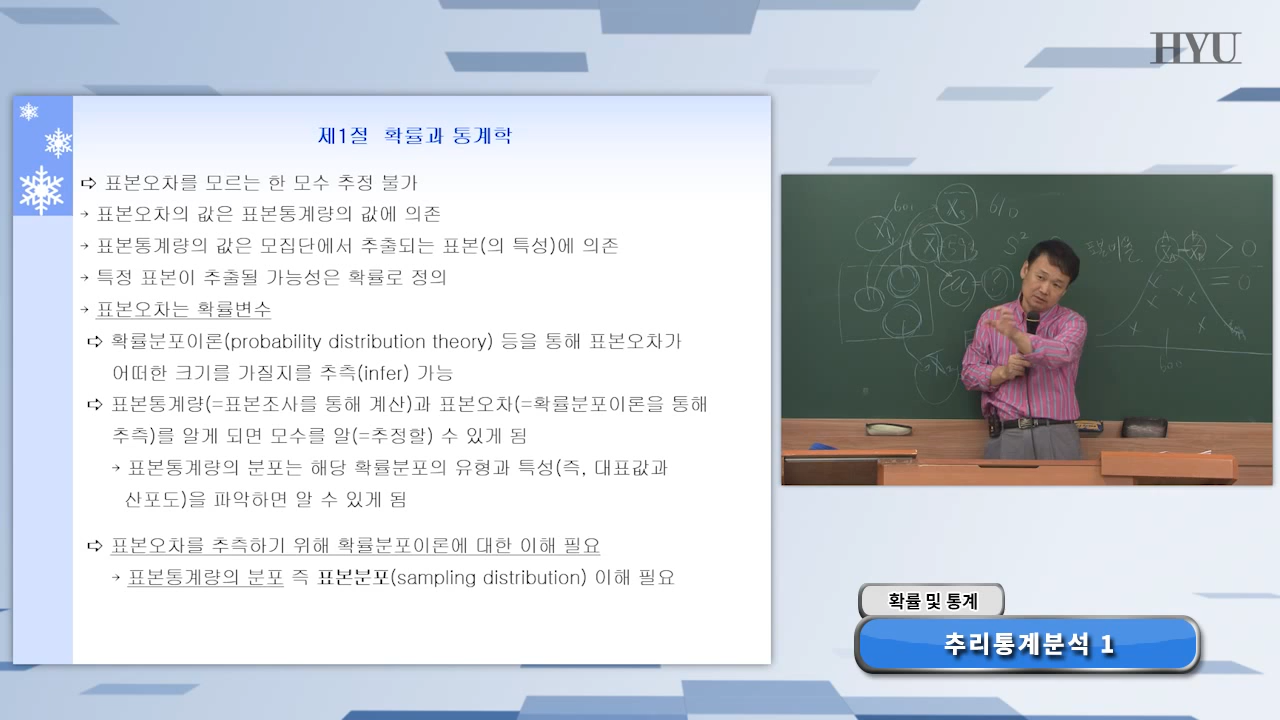 HYU
제1절 확률과 통계학
⇨ 표본오차를 모르는 한 모수 추정 불가
→ 표본오차의 값은 표본통계량의 값에 의존
→ 표본통계량의 값은 모집단에서 추출되는 표본(의 특성)에 의존
→ 특정 표본이 추출될 가능성은 확률로 정의
→ 표본오차는 확률변수
⇨ 확률분포이론(probability distribution theory) 등을 통해 표본오차가
어떠한 크기를 가질지를 추측(infer) 가능
⇨ 표본통계량(=표본조사를 통해 계산)과 표본오차(=확률분포이론을 통해
추측)를 알게 되면 모수를 알(=추정할) 수 있게 됨
→ 표본통계량의 분포는 해당 확률분포의 유형과 특성(즉, 대표값과
산포도)을 파악하면 알 수 있게 됨
⇨ 표본오차를 추측하기 위해 확률분포이론에 대한 이해 필요
→ 표본통계량의 분포 즉 표본분포(sampling distribution) 이해 필요
601
610
S²
> 0
= 0
600
확률 및 통계
추리통계분석 1